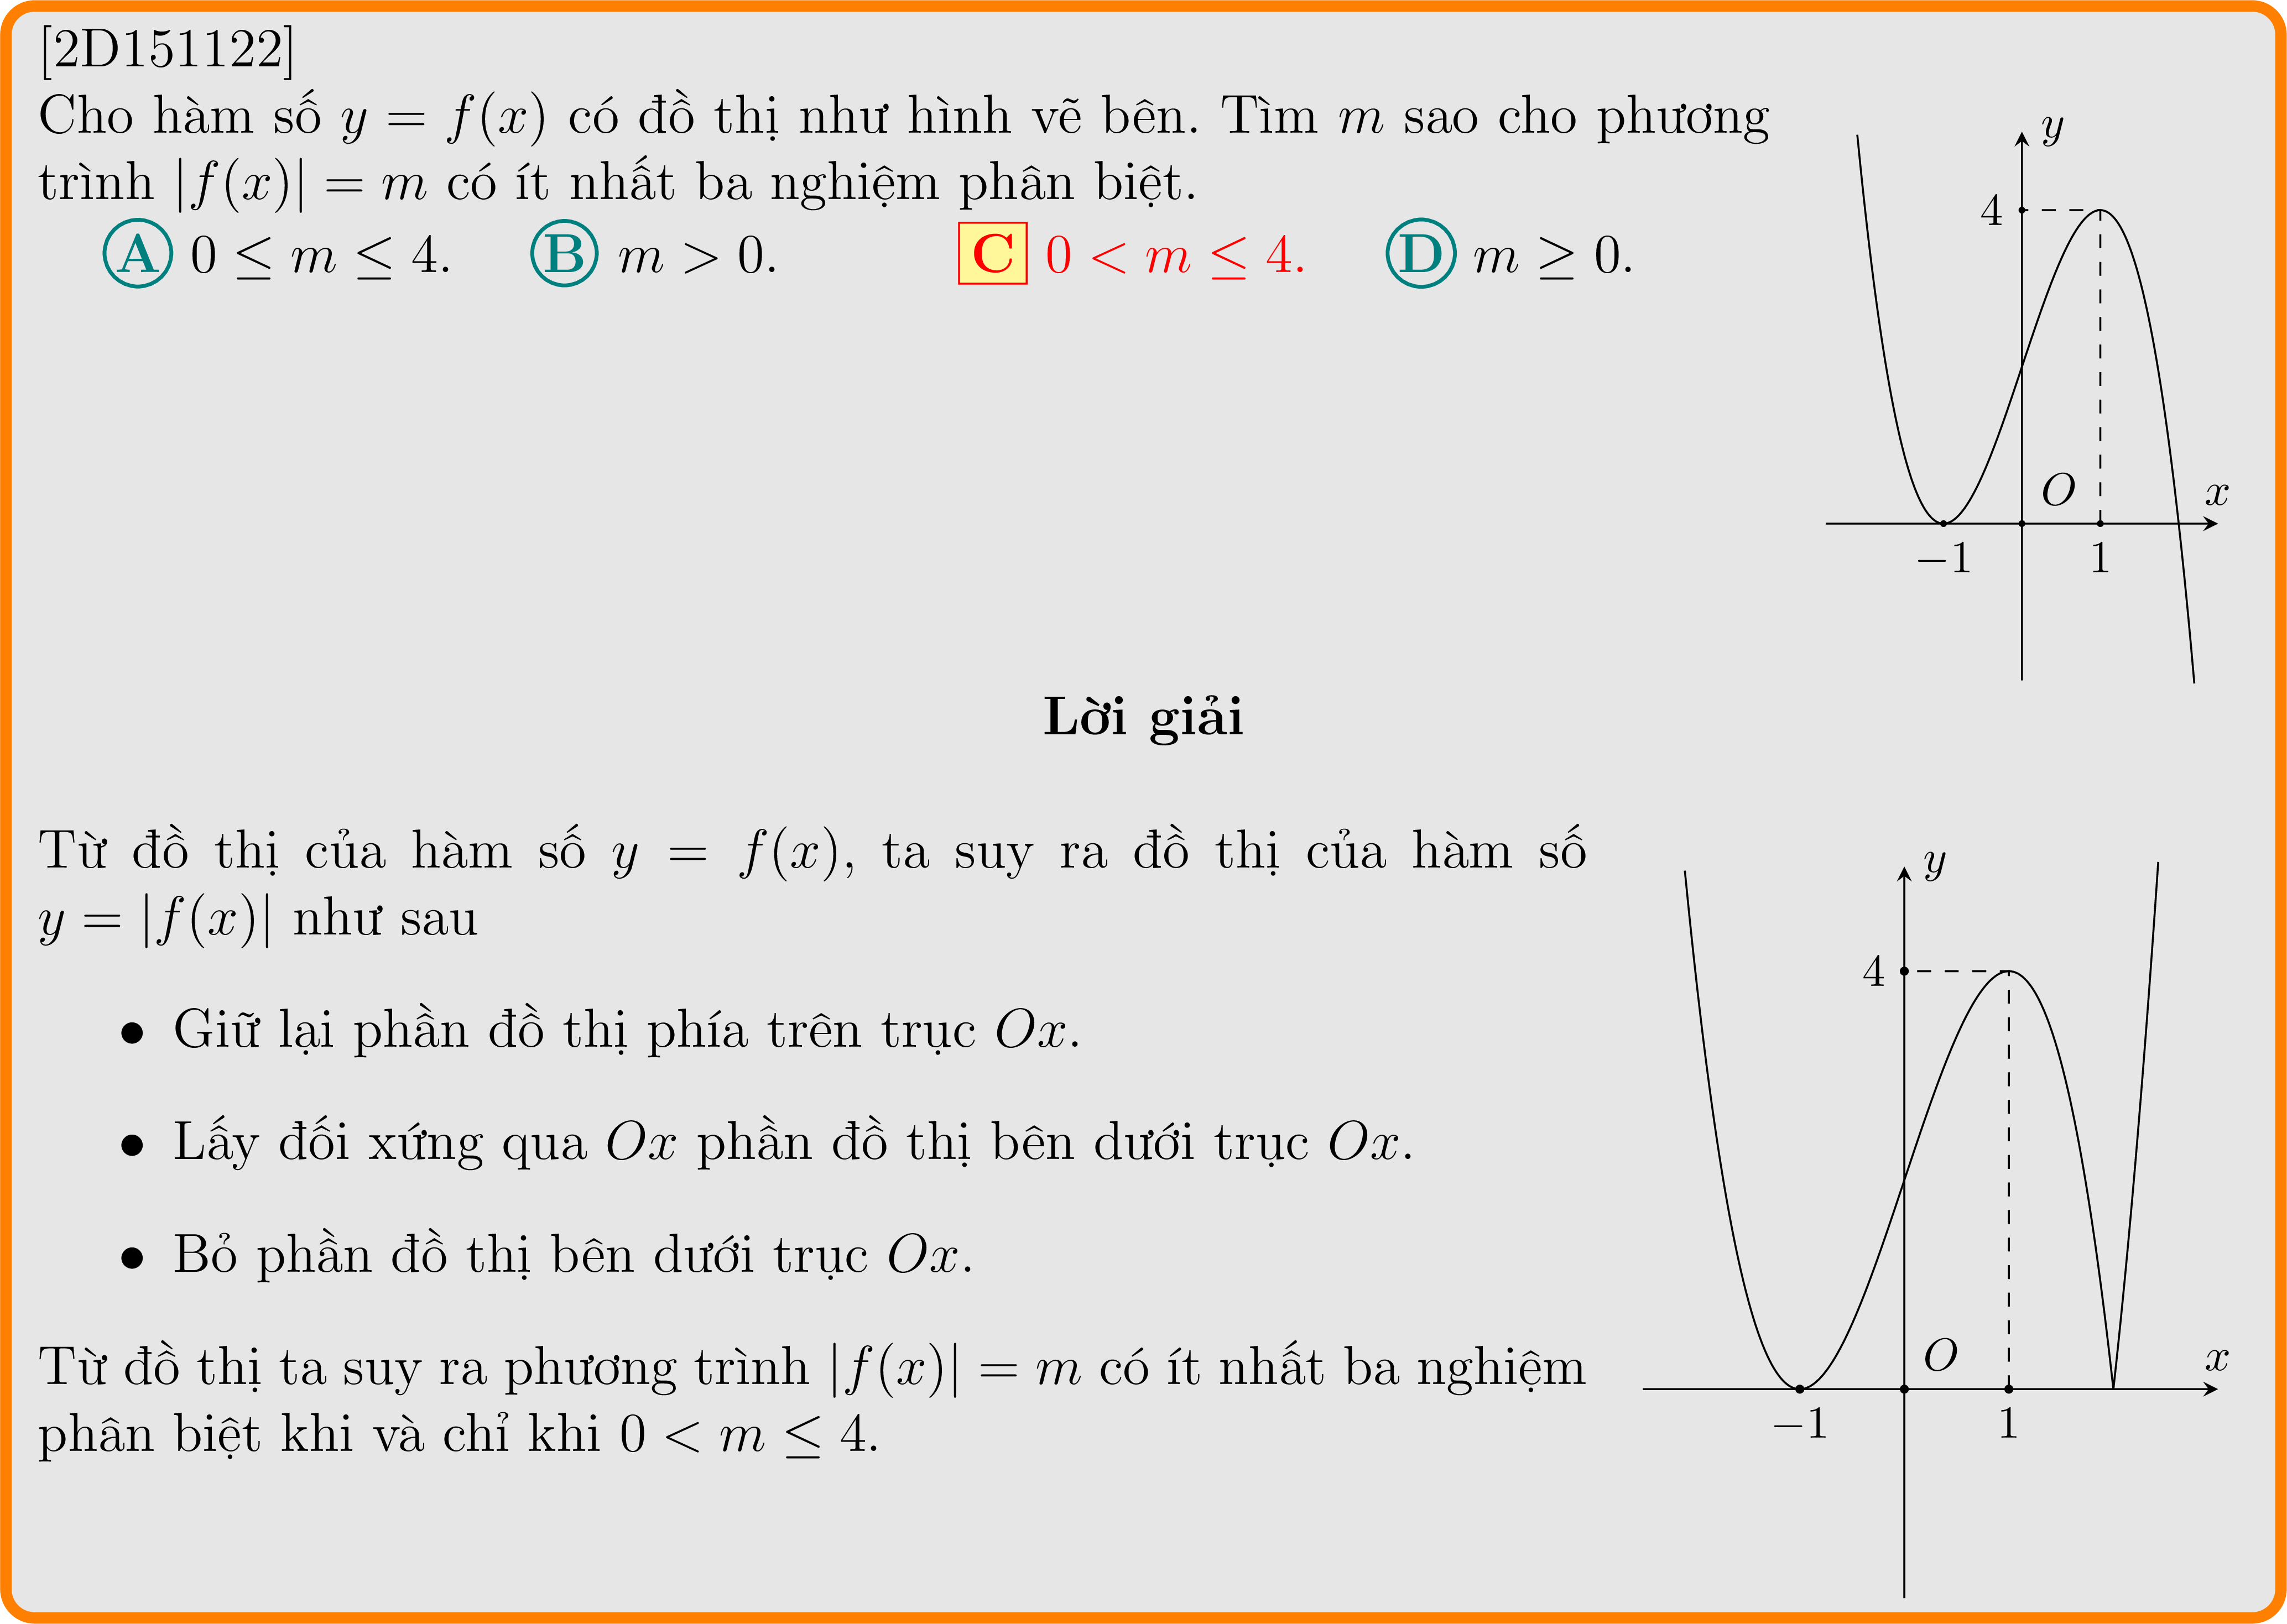 [2D151122]
Cho hàm số y = f(x) có đồ thị như hình vẽ bên. Tìm m sao cho phương
trình |f(x)| = m có ít nhất ba nghiệm phân biệt.
A 0 ≤ m ≤ 4. B m > 0. C 0 < m ≤ 4. D m ≥ 0.
y
4
O
x
−1
1
Lời giải
Từ đồ thị của hàm số y = f(x), ta suy ra đồ thị của hàm số
y = |f(x)| như sau
• Giữ lại phần đồ thị phía trên trục Ox.
• Lấy đối xứng qua Ox phần đồ thị bên dưới trục Ox.
• Bỏ phần đồ thị bên dưới trục Ox.
Từ đồ thị ta suy ra phương trình |f(x)| = m có ít nhất ba nghiệm
phân biệt khi và chỉ khi 0 < m ≤ 4.
y
4
O
x
−1
1